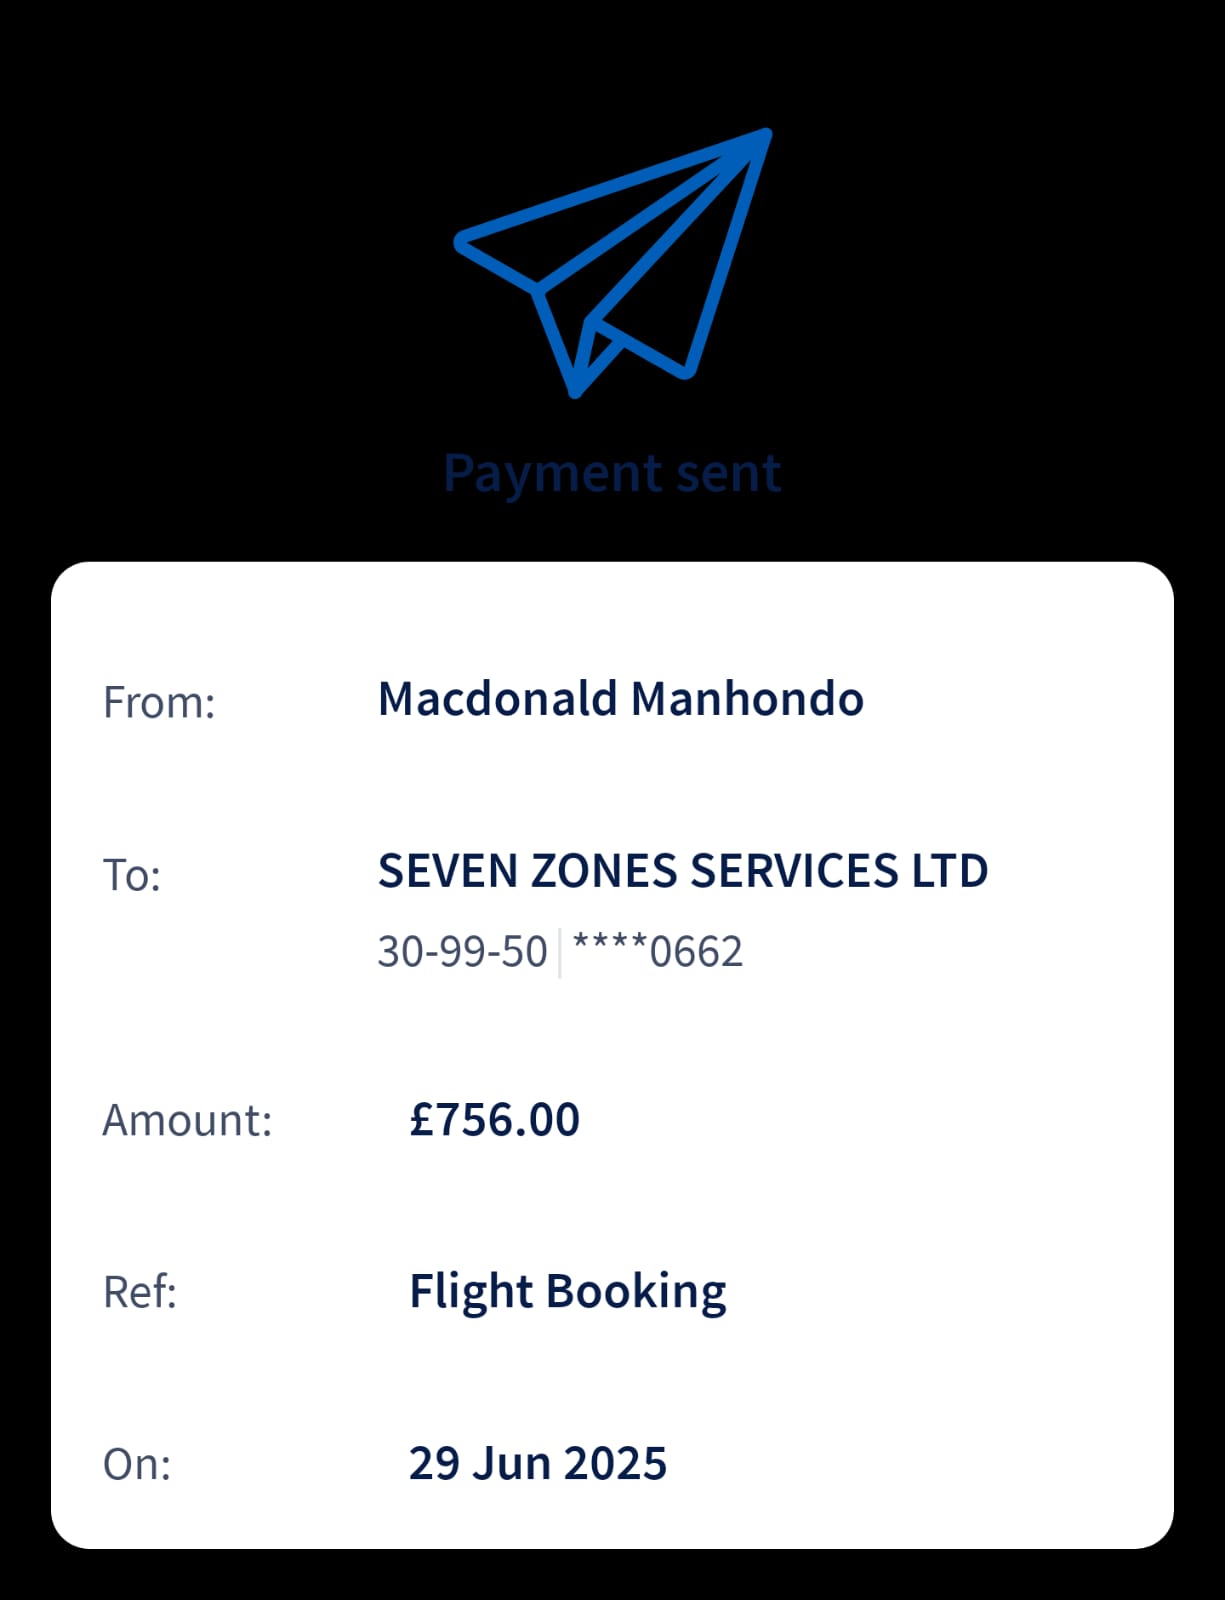 Payment sent
From: Macdonald Manhondo
To: SEVEN ZONES SERVICES LTD
30-99-50 ****0662
Amount: £756.00
Ref: Flight Booking
On: 29 Jun 2025